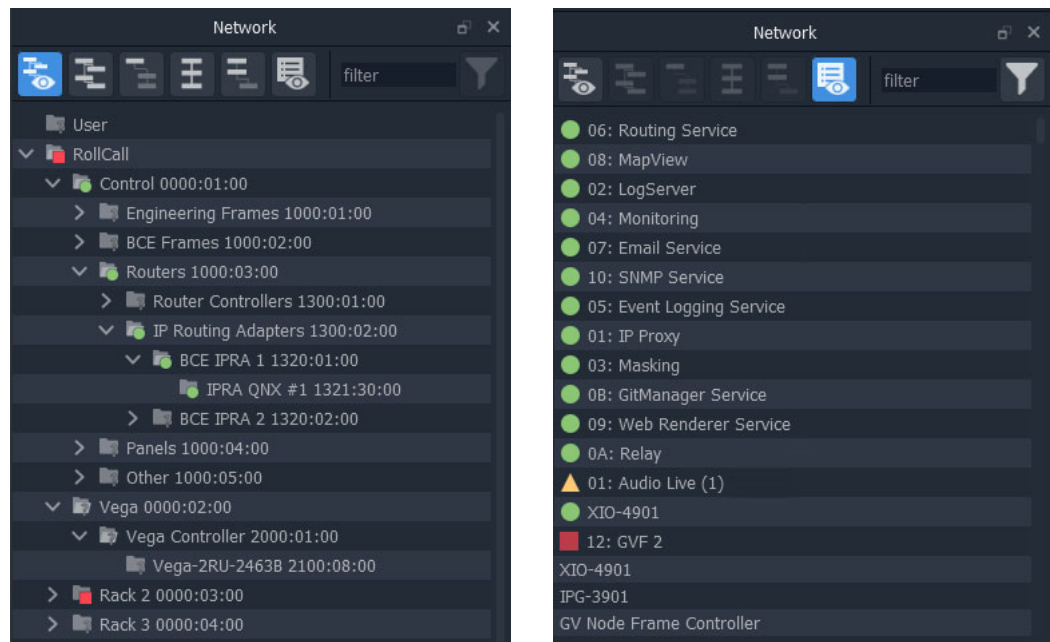 Network
filter
User
RollCall
Control 0000:01:00
Engineering Frames 1000:01:00
BCE Frames 1000:02:00
Routers 1000:03:00
Router Controllers 1300:01:00
IP Routing Adapters 1300:02:00
BCE IPRA 1 1320:01:00
IPRA QNX #1 1321:30:00
BCE IPRA 2 1320:02:00
Panels 1000:04:00
Other 1000:05:00
Vega 0000:02:00
Vega Controller 2000:01:00
Vega-2RU-2463B 2100:08:00
Rack 2 0000:03:00
Rack 3 0000:04:00
Network
filter
06: Routing Service
08: MapView
02: LogServer
04: Monitoring
07: Email Service
10: SNMP Service
05: Event Logging Service
01: IP Proxy
03: Masking
0B: GitManager Service
09: Web Renderer Service
0A: Relay
01: Audio Live (1)
XIO-4901
12: GVF 2
XIO-4901
IPG-3901
GV Node Frame Controller